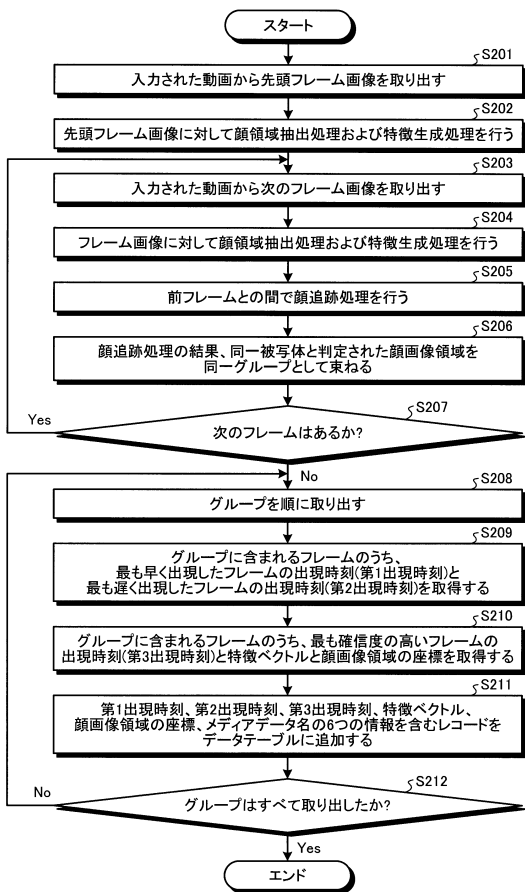 スタート
S201
入力された動画から先頭フレーム画像を取り出す
S202
先頭フレーム画像に対して顔領域抽出処理および特徴生成処理を行う
S203
入力された動画から次のフレーム画像を取り出す
S204
フレーム画像に対して顔領域抽出処理および特徴生成処理を行う
S205
前フレームとの間で顔追跡処理を行う
S206
顔追跡処理の結果、同一被写体と判定された顔画像領域を
同一グループとして束ねる
S207
Yes
次のフレームはあるか?
No
S208
グループを順に取り出す
S209
グループに含まれるフレームのうち、
最も早く出現したフレームの出現時刻(第1出現時刻)と
最も遅く出現したフレームの出現時刻(第2出現時刻)を取得する
S210
グループに含まれるフレームのうち、最も確信度の高いフレームの
出現時刻(第3出現時刻)と特徴ベクトルと顔画像領域の座標を取得する
S211
第1出現時刻、第2出現時刻、第3出現時刻、特徴ベクトル、
顔画像領域の座標、メディアデータ名の6つの情報を含むレコードを
データテーブルに追加する
S212
No
グループはすべて取り出したか?
Yes
エンド